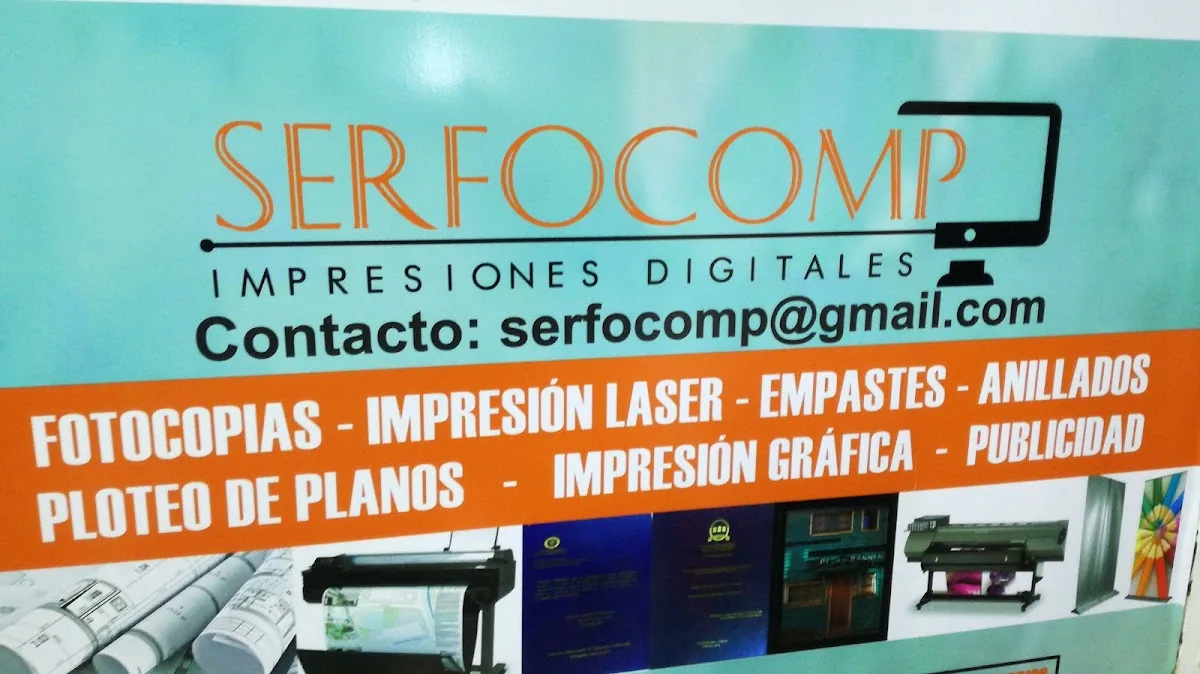 SERFOCOMP
IMPRESIONES DIGITALES
Contacto: serfocomp@gmail.com
FOTOCOPIAS - IMPRESIÓN LASER - EMPASTES - ANILLADOS
PLOTEO DE PLANOS - IMPRESIÓN GRÁFICA - PUBLICIDAD